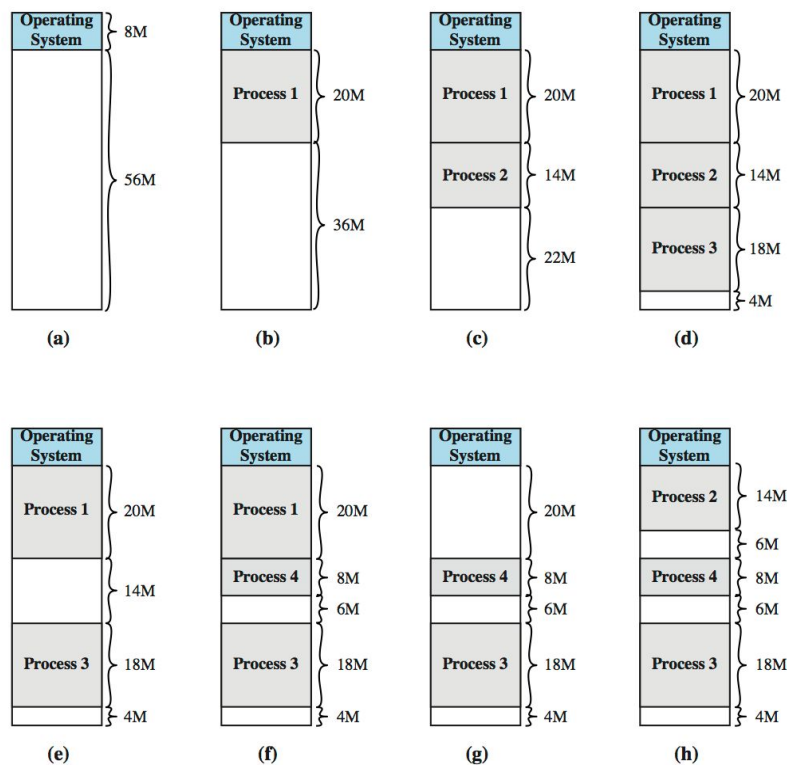 Operating
System
8M
56M
(a)
Operating
System
Process 1
20M
36M
(b)
Operating
System
Process 1
20M
Process 2
14M
22M
(c)
Operating
System
Process 1
20M
Process 2
14M
Process 3
18M
4M
(d)
Operating
System
Process 1
20M
14M
Process 3
18M
4M
(e)
Operating
System
Process 1
20M
Process 4
8M
6M
Process 3
18M
4M
(f)
Operating
System
20M
Process 4
8M
6M
Process 3
18M
4M
(g)
Operating
System
Process 2
14M
6M
Process 4
8M
6M
Process 3
18M
4M
(h)